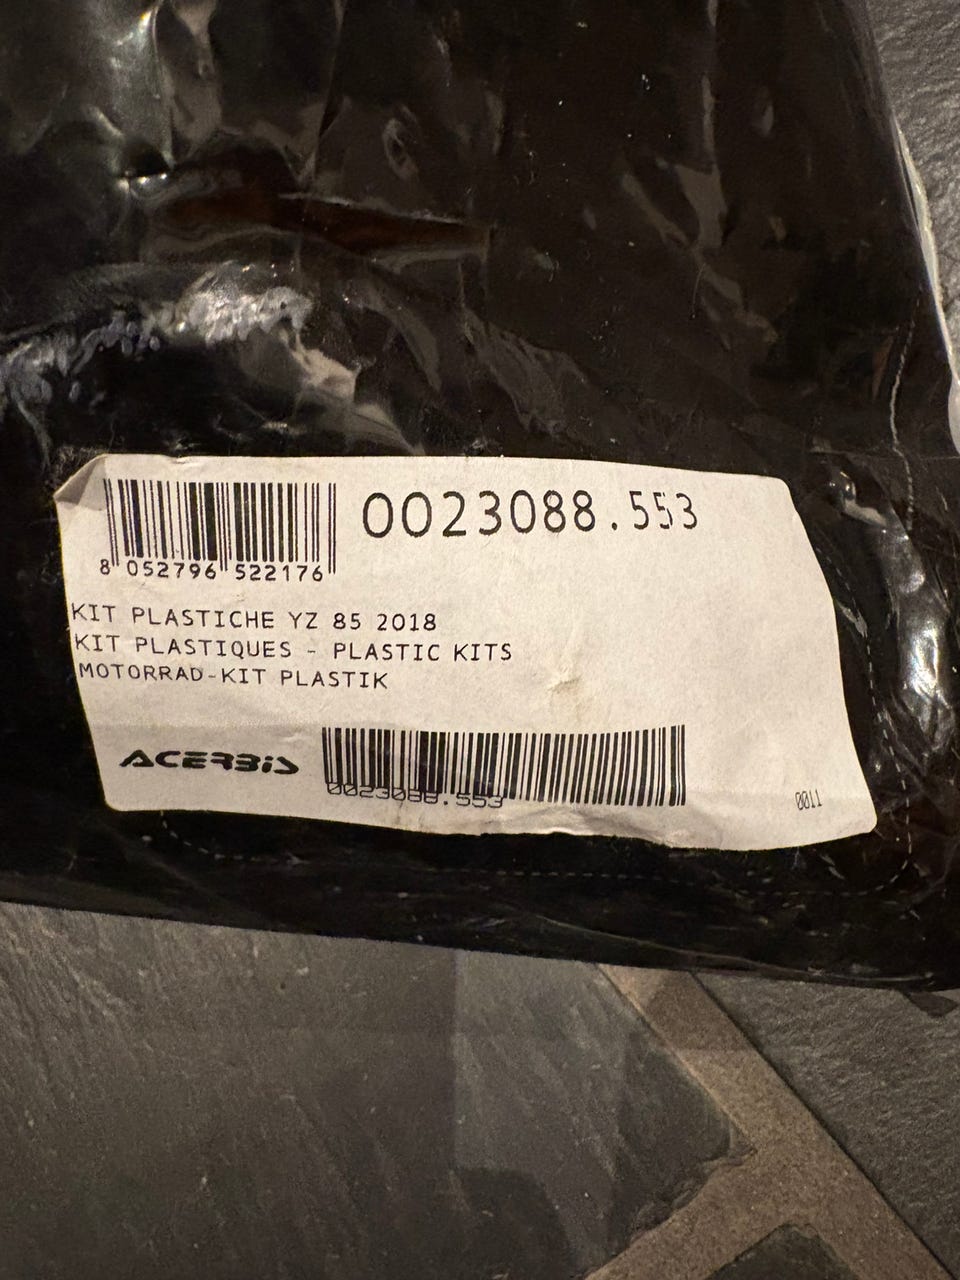 0023088.553
8 052796 522176
KIT PLASTICHE YZ 85 2018
KIT PLASTIQUES - PLASTIC KITS
MOTORRAD-KIT PLASTIK
ACERBIS
0023088.553
0011